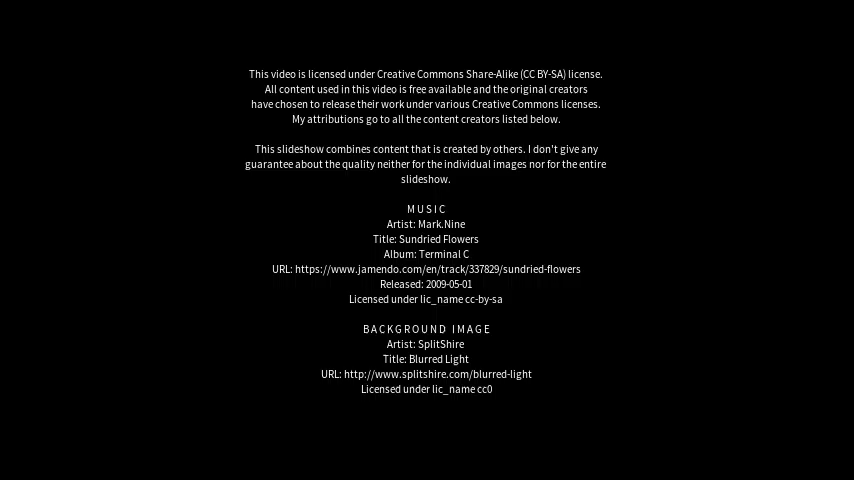 This video is licensed under Creative Commons Share-Alike (CC BY-SA) license.
All content used in this video is free available and the original creators
have chosen to release their work under various Creative Commons licenses.
My attributions go to all the content creators listed below.
This slideshow combines content that is created by others. I don't give any
guarantee about the quality neither for the individual images nor for the entire
slideshow.
MUSIC
Artist: Mark.Nine
Title: Sundried Flowers
Album: Terminal C
URL: https://www.jamendo.com/en/track/337829/sundried-flowers
Released: 2009-05-01
Licensed under lic_name cc-by-sa
BACKGROUND IMAGE
Artist: SplitShire
Title: Blurred Light
URL: http://www.splitshire.com/blurred-light
Licensed under lic_name cc0